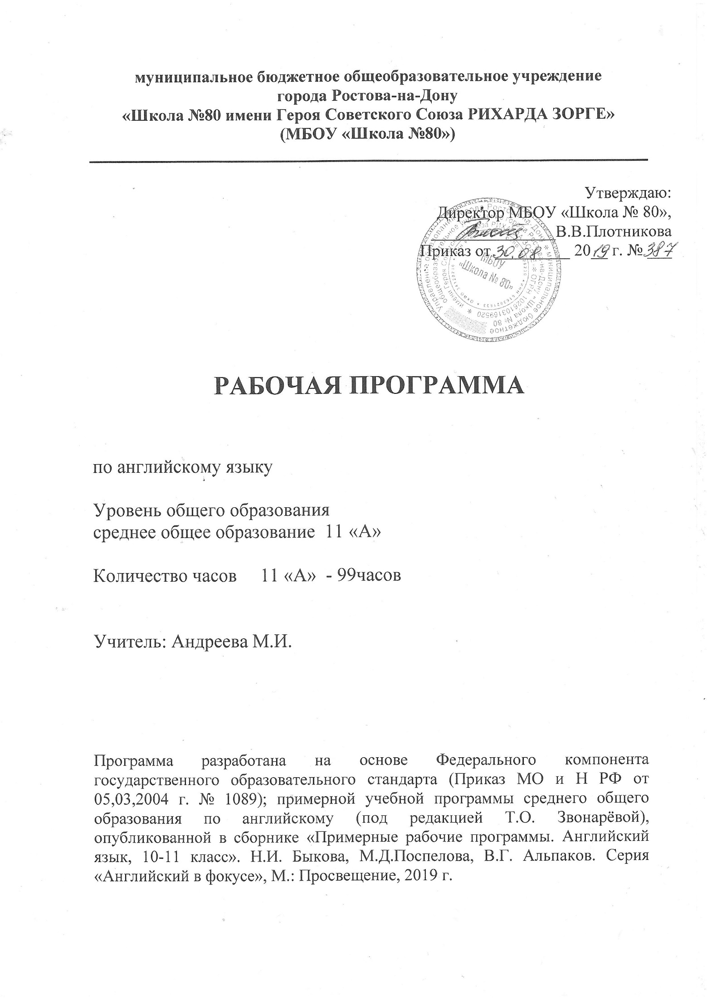 муниципальное бюджетное общеобразовательное учреждение
города Ростова-на-Дону
«Школа №80 имени Героя Советского Союза РИХАРДА ЗОРГЕ»
(МБОУ «Школа №80»)
Утверждаю:
Директор МБОУ «Школа № 80»,
В.В.Плотникова
Приказ от 30.08 2019 г. № 387
МБОУ
«Школа № 80»
РАБОЧАЯ ПРОГРАММА
по английскому языку
Уровень общего образования
среднее общее образование 11 «А»
Количество часов 11 «А» - 99часов
Учитель: Андреева М.И.
Программа разработана на основе Федерального компонента
государственного образовательного стандарта (Приказ МО и Н РФ от
05,03,2004 г. № 1089); примерной учебной программы среднего общего
образования по английскому (под редакцией Т.О. Звонарёвой),
опубликованной в сборнике «Примерные рабочие программы. Английский
язык, 10-11 класс». Н.И. Быкова, М.Д.Поспелова, В.Г. Альпаков. Серия
«Английский в фокусе», М.: Просвещение, 2019 г.